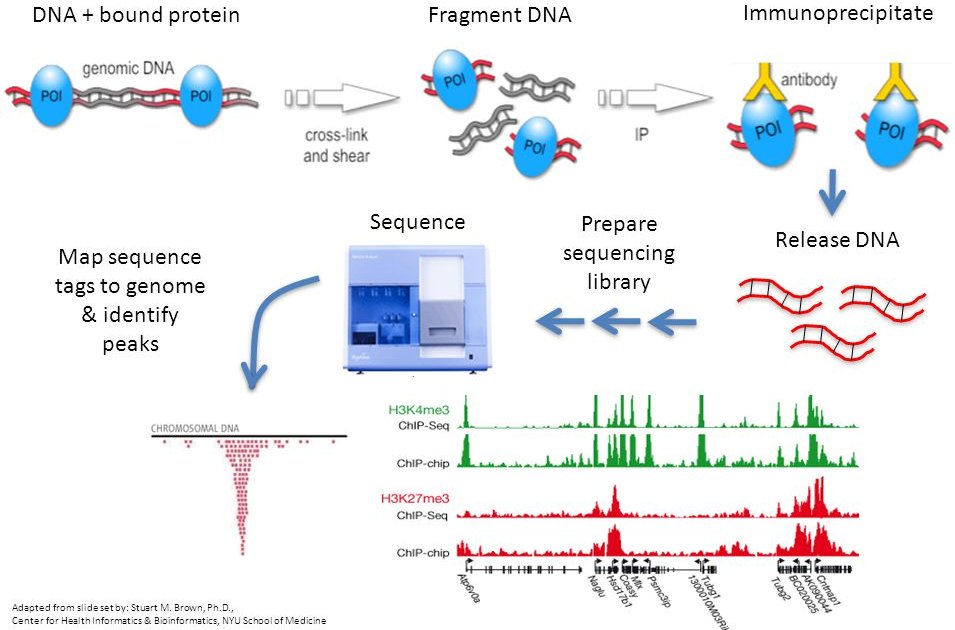 DNA + bound protein
Fragment DNA
Immunoprecipitate
genomic DNA
POI
POI
cross-link
and shear
POI
POI
IP
antibody
POI
POI
Release DNA
Prepare
sequencing
library
Sequence
Map sequence
tags to genome
& identify
peaks
CHROMOSOMAL DNA
H3K4me3
ChIP-Seq
ChIP-chip
H3K27me3
ChIP-Seq
ChIP-chip
Atp6v0a
Naglu
Hsd17b1
Coasy
Mlx
Psmc3ip
Tubg1
Tubg2
BC020025
AK090044
Cntnap1
Adapted from slide set by: Stuart M. Brown, Ph.D.,
Center for Health Informatics & Bioinformatics, NYU School of Medicine